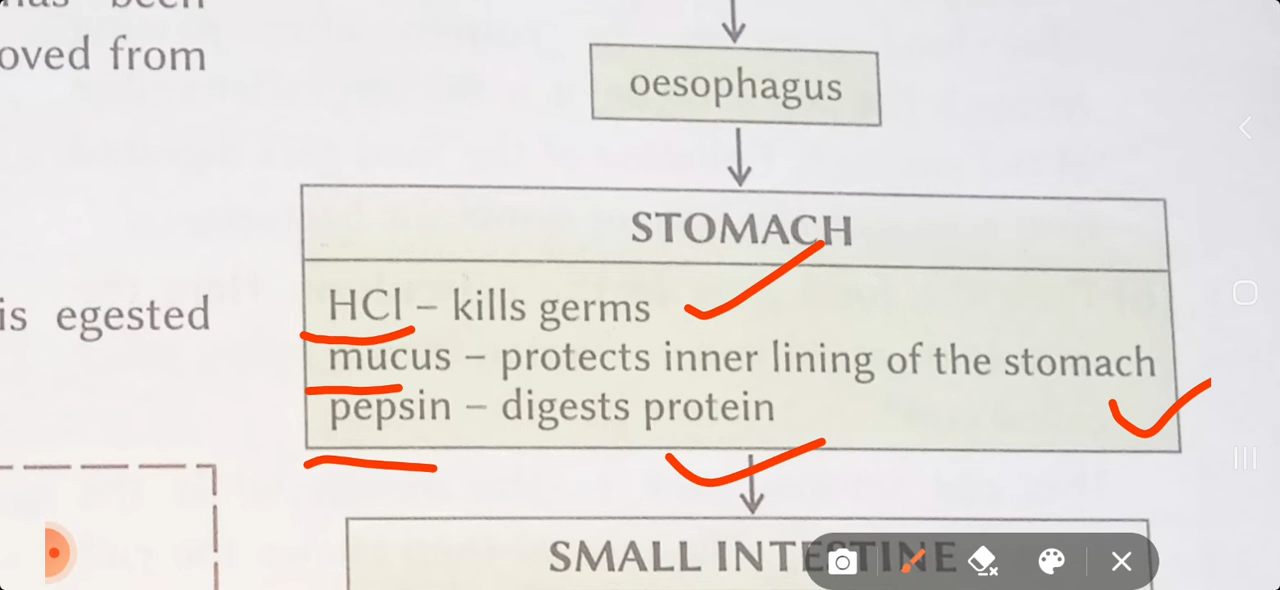 oved from
oesophagus
STOMACH
HCl – kills germs
is egested
mucus – protects inner lining of the stomach
pepsin – digests protein
SMALL INTESTINE